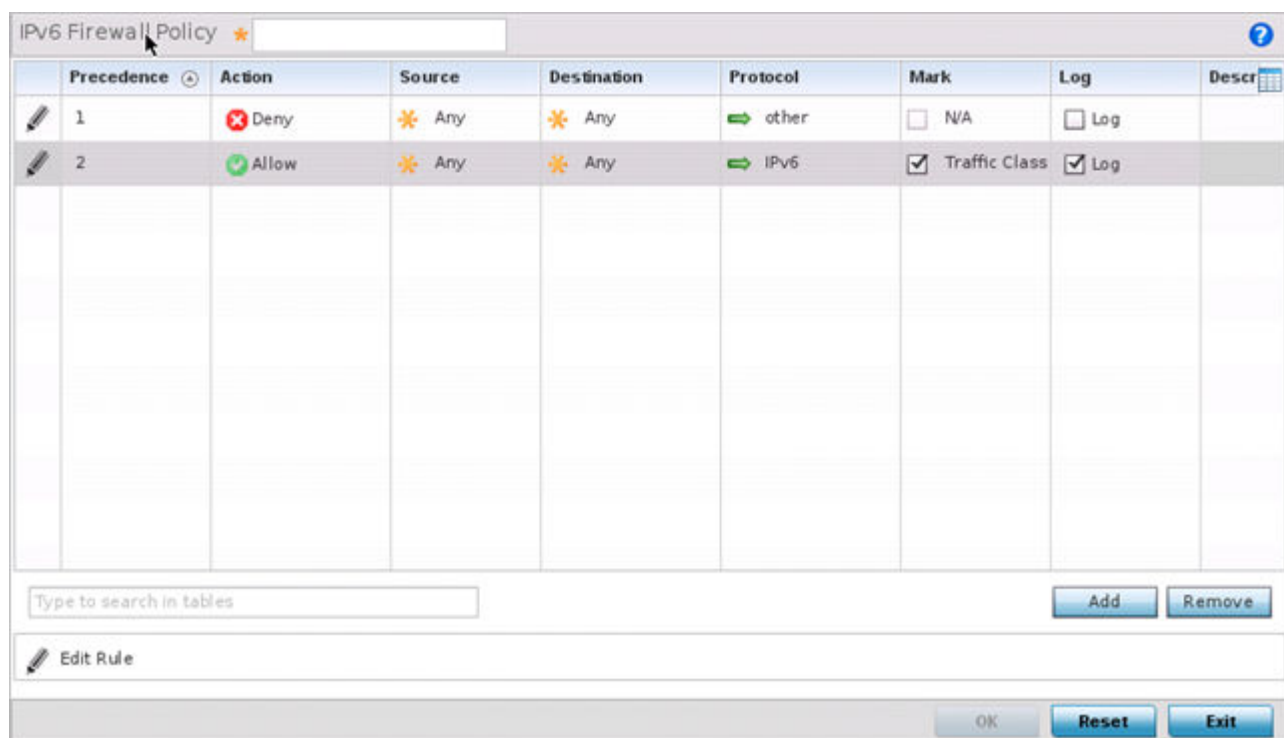 IPv6 Firewall Policy
Precedence Action Source Destination Protocol Mark Log Descr
1 Deny Any Any other N/A Log
2 Allow Any Any IPv6 Traffic Class Log
Type to search in tables
Add Remove
Edit Rule
OK Reset Exit